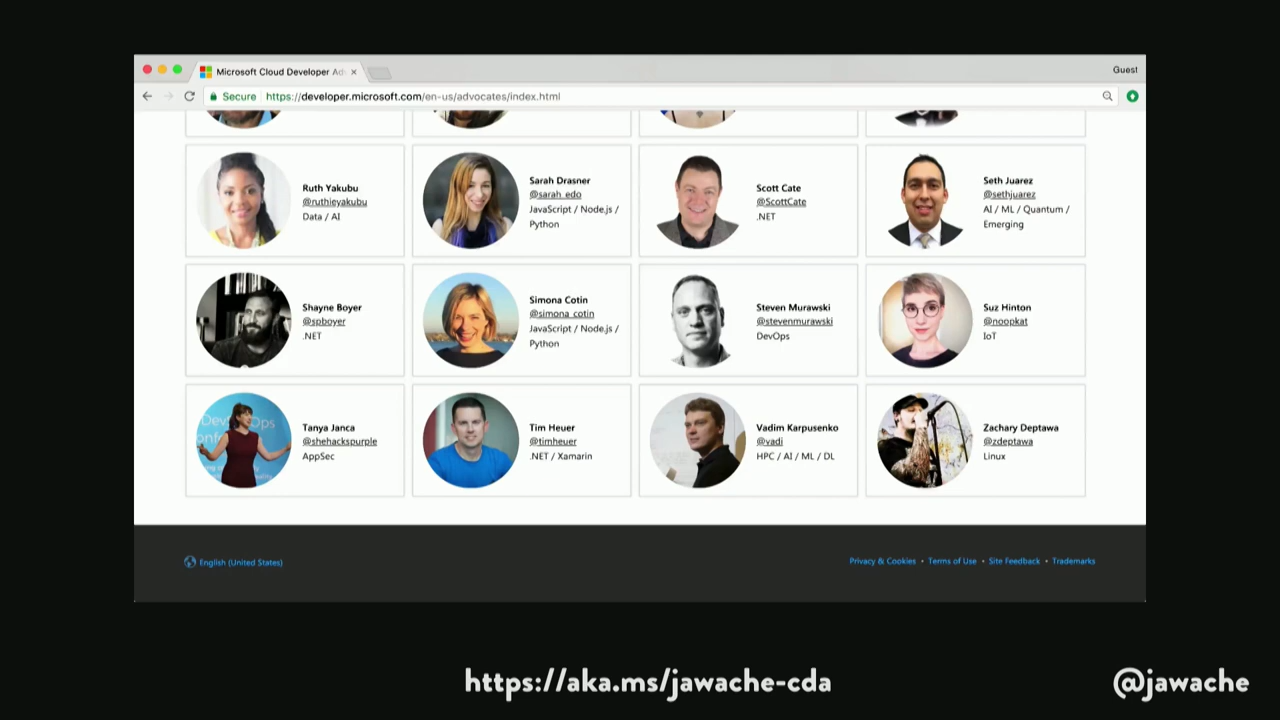 Microsoft Cloud Developer Ad
Guest
Secure
https://developer.microsoft.com/en-us/advocates/index.html
Ruth Yakubu
@ruthieyakubu
Data / AI
Sarah Drasner
@sarah_edo
JavaScript / Node.js /
Python
Scott Cate
@ScottCate
.NET
Seth Juarez
@sethjuarez
AI / ML / Quantum /
Emerging
Shayne Boyer
@spboyer
.NET
Simona Cotin
@simona_cotin
JavaScript / Node.js /
Python
Steven Murawski
@stevenmurawski
DevOps
Suz Hinton
@noopkat
IoT
Tanya Janca
@shehackspurple
AppSec
Tim Heuer
@timheuer
.NET / Xamarin
Vadim Karpusenko
@vadi
HPC / AI / ML / DL
Zachary Deptawa
@zdeptawa
Linux
English (United States)
Privacy & Cookies • Terms of Use • Site Feedback • Trademarks
https://aka.ms/jawache-cda
@jawache